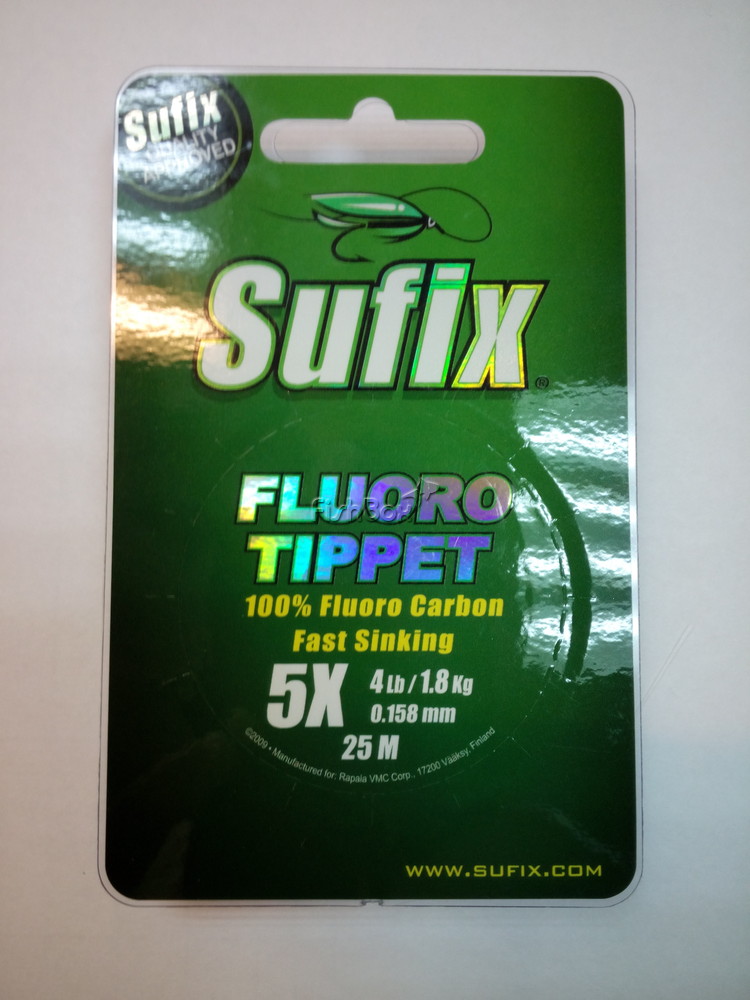 Sufix
QUALITY
APPROVED
Sufix®
FLUORO
FishBoy
TIPPET
100% Fluoro Carbon
Fast Sinking
5X
4 Lb / 1.8 Kg
0.158 mm
25 M
©2009 • Manufactured for: Rapala VMC Corp., 17200 Vääksy, Finland
WWW.SUFIX.COM